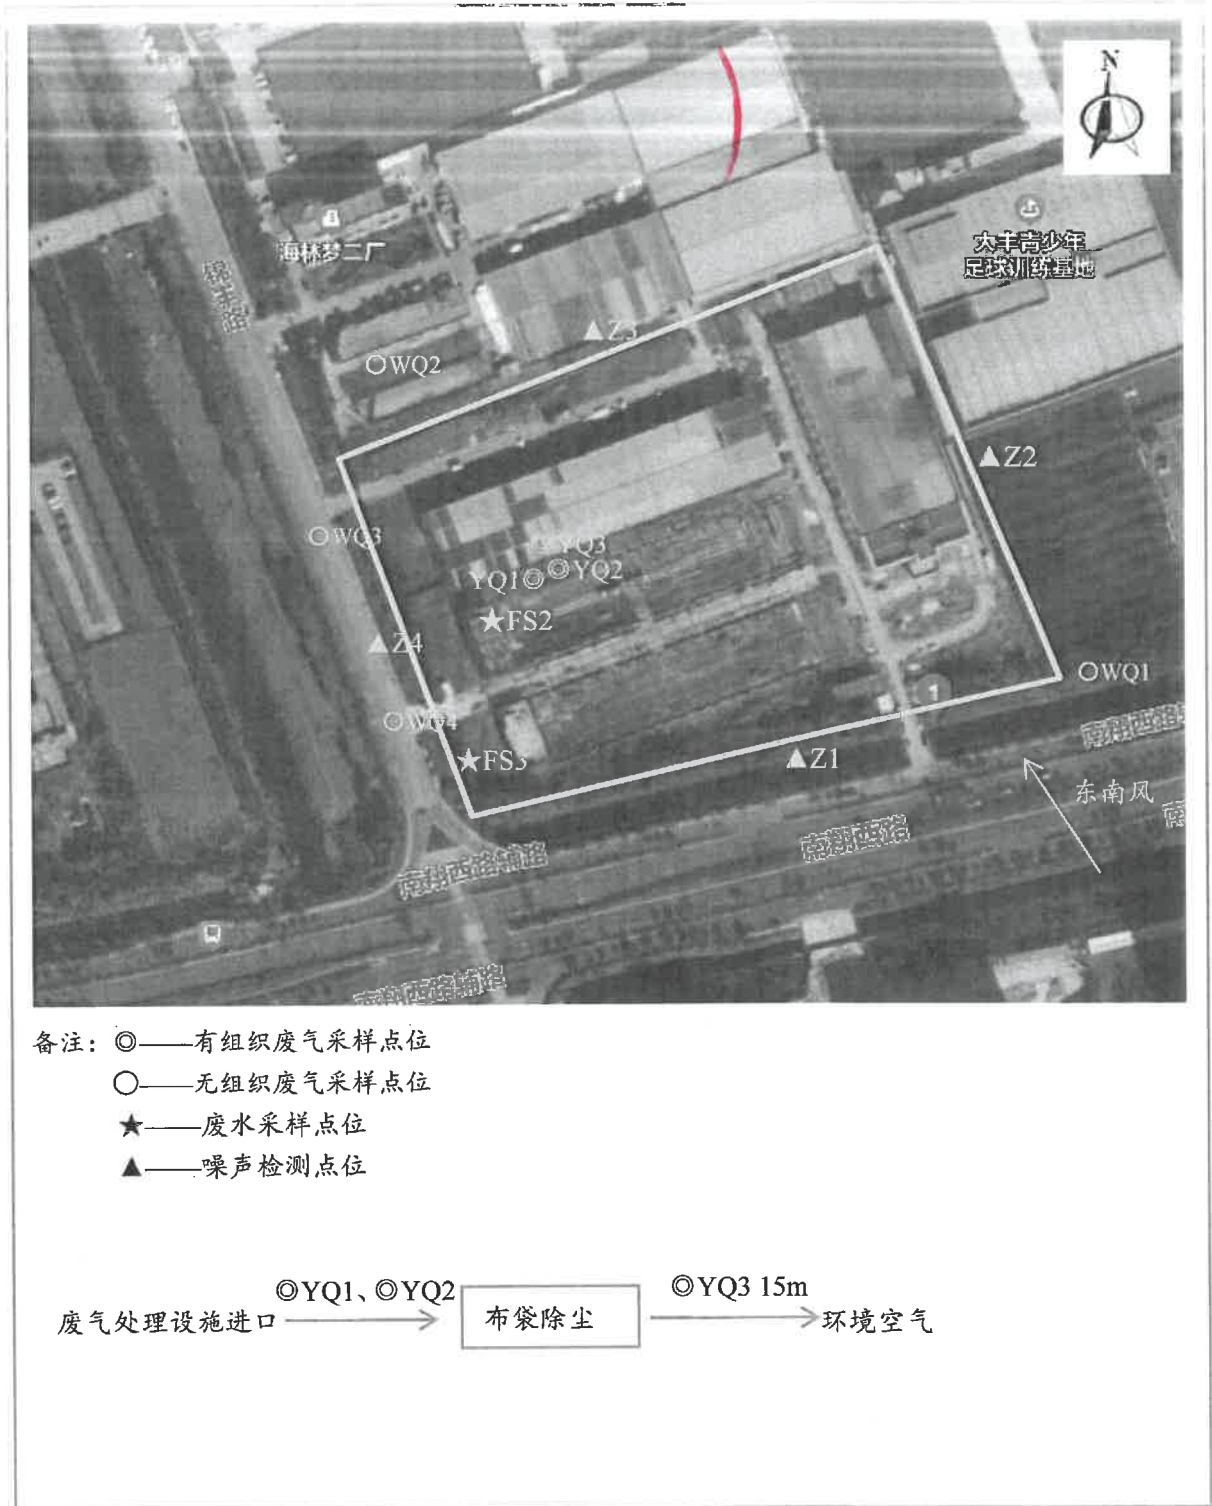 N
海林梦二厂
大丰青少年
足球训练基地
Z3
WQ2
Z2
WQ3
YQ3
YQ1◎
◎YQ2
★FS2
Z4
WQ1
1
WQ4
南翔西路
FS3
Z1
东南风
南翔西路
南翔西路辅路
南翔西路辅路
备注：◎——有组织废气采样点位
○——无组织废气采样点位
★——废水采样点位
▲——噪声检测点位
◎YQ1、◎YQ2
◎YQ3 15m
废气处理设施进口
布袋除尘
环境空气